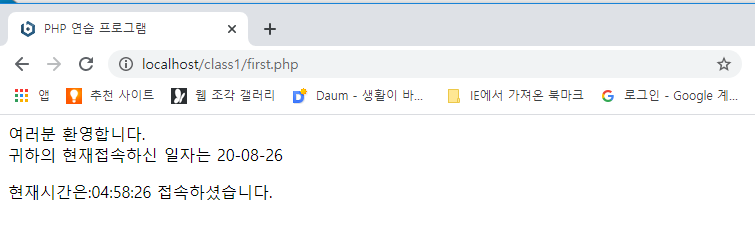 PHP 연습 프로그램
localhost/class1/first.php
앱 추천 사이트 웹 조각 갤러리 Daum - 생활이 바... IE에서 가져온 북마크 로그인 - Google 계...
여러분 환영합니다.
귀하의 현재접속하신 일자는 20-08-26
현재시간은:04:58:26 접속하셨습니다.